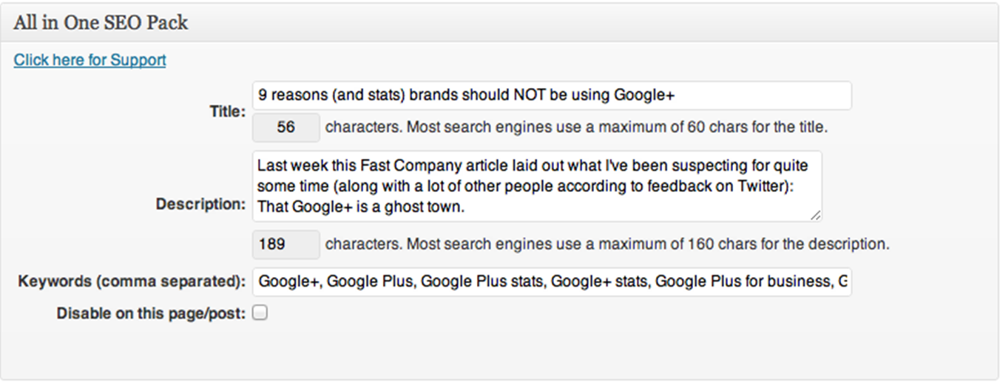 All in One SEO Pack
Click here for Support
Title:
9 reasons (and stats) brands should NOT be using Google+
56 characters. Most search engines use a maximum of 60 chars for the title.
Description:
Last week this Fast Company article laid out what I've been suspecting for quite
some time (along with a lot of other people according to feedback on Twitter):
That Google+ is a ghost town.
189 characters. Most search engines use a maximum of 160 chars for the description.
Keywords (comma separated): Google+, Google Plus, Google Plus stats, Google+ stats, Google Plus for business, G
Disable on this page/post: